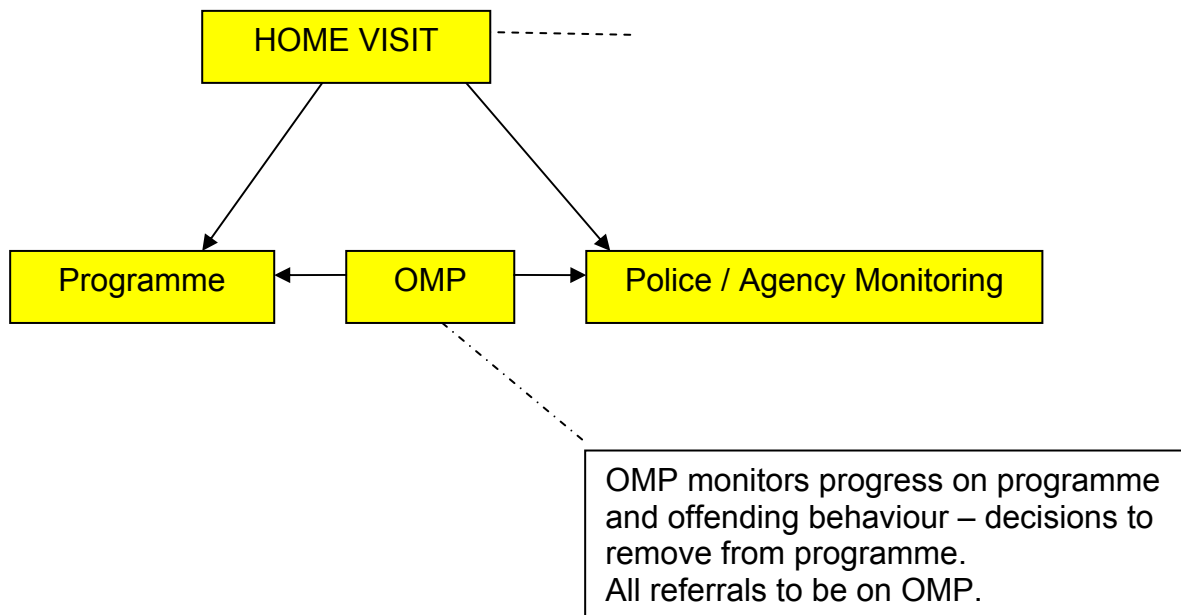 HOME VISIT
Programme
OMP
Police / Agency Monitoring
OMP monitors progress on programme
and offending behaviour – decisions to
remove from programme.
All referrals to be on OMP.